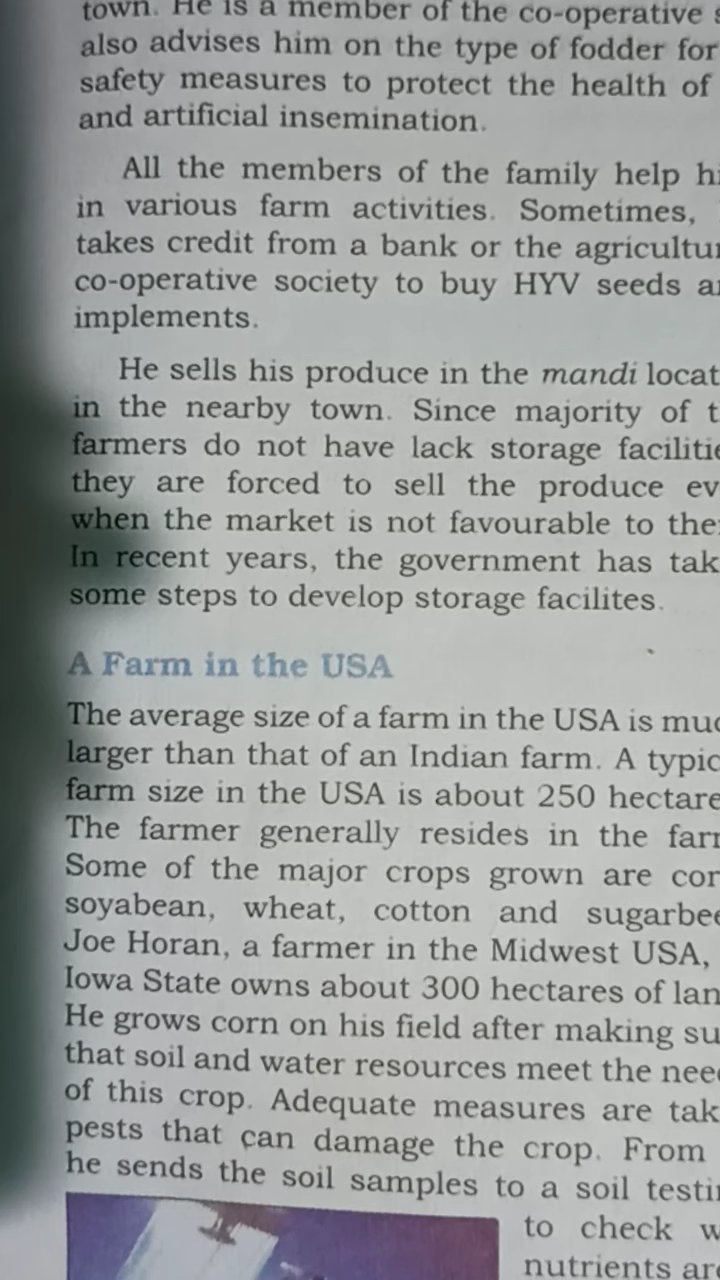 town. He is a member of the co-operative
also advises him on the type of fodder for
safety measures to protect the health of
and artificial insemination.
All the members of the family help
in various farm activities. Sometimes,
takes credit from a bank or the
co-operative society to buy HYV seeds
implements.
He sells his produce in the mandi
in the nearby town. Since majority of
farmers do not have lack storage
they are forced to sell the produce
when the market is not favourable to
In recent years, the government has
some steps to develop storage facilites.
A Farm in the USA
The average size of a farm in the USA is
larger than that of an Indian farm. A
farm size in the USA is about 250
The farmer generally resides in the
Some of the major crops grown are
soyabean, wheat, cotton and
Joe Horan, a farmer in the Midwest USA,
Iowa State owns about 300 hectares of
He grows corn on his field after making
that soil and water resources meet the
of this crop. Adequate measures are
pests that can damage the crop. From
he sends the soil samples to a soil
to check
nutrients